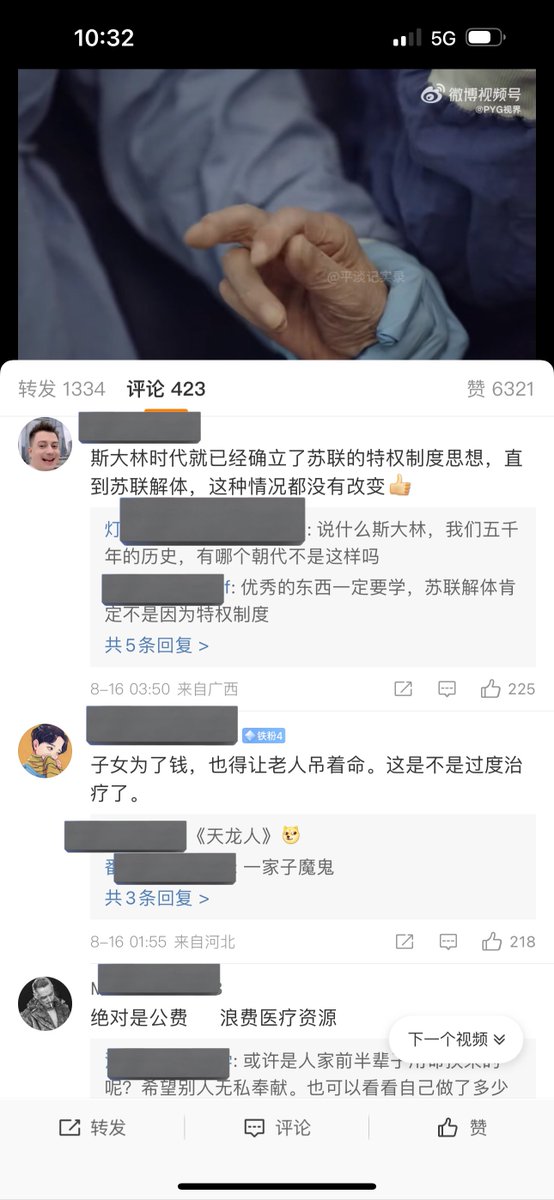 10:32
5G
微博视频号
@PYG视界
@平淡记实录
转发 1334
评论 423
赞 6321
斯大林时代就已经确立了苏联的特权制度思想，直
到苏联解体，这种情况都没有改变👍
灯
: 说什么斯大林，我们五千
年的历史，有哪个朝代不是这样吗
f: 优秀的东西一定要学，苏联解体肯
定不是因为特权制度
共5条回复 >
8-16 03:50 来自广西
225
铁粉4
子女为了钱，也得让老人吊着命。这是不是过度治
疗了。
《天龙人》
: 一家子魔鬼
共3条回复 >
8-16 01:55 来自河北
218
绝对是公费 浪费医疗资源
: 或许是人家前半辈子用命换来的
呢？希望别人无私奉献。也可以看看自己做了多少
下一个视频
转发
评论
赞